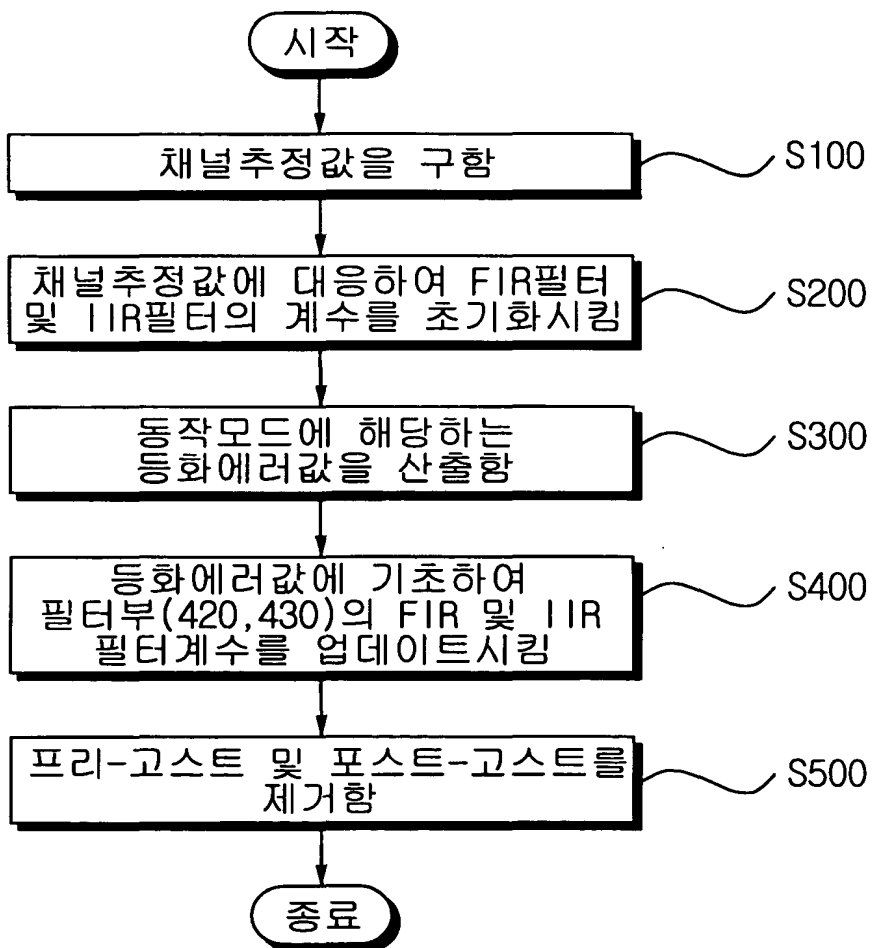 시작
채널추정값을 구함
S100
채널추정값에 대응하여 FIR필터
및 IIR필터의 계수를 초기화시킴
S200
동작모드에 해당하는
등화에러값을 산출함
S300
등화에러값에 기초하여
필터부(420,430)의 FIR 및 IIR
필터계수를 업데이트시킴
S400
프리-고스트 및 포스트-고스트를
제거함
S500
종료